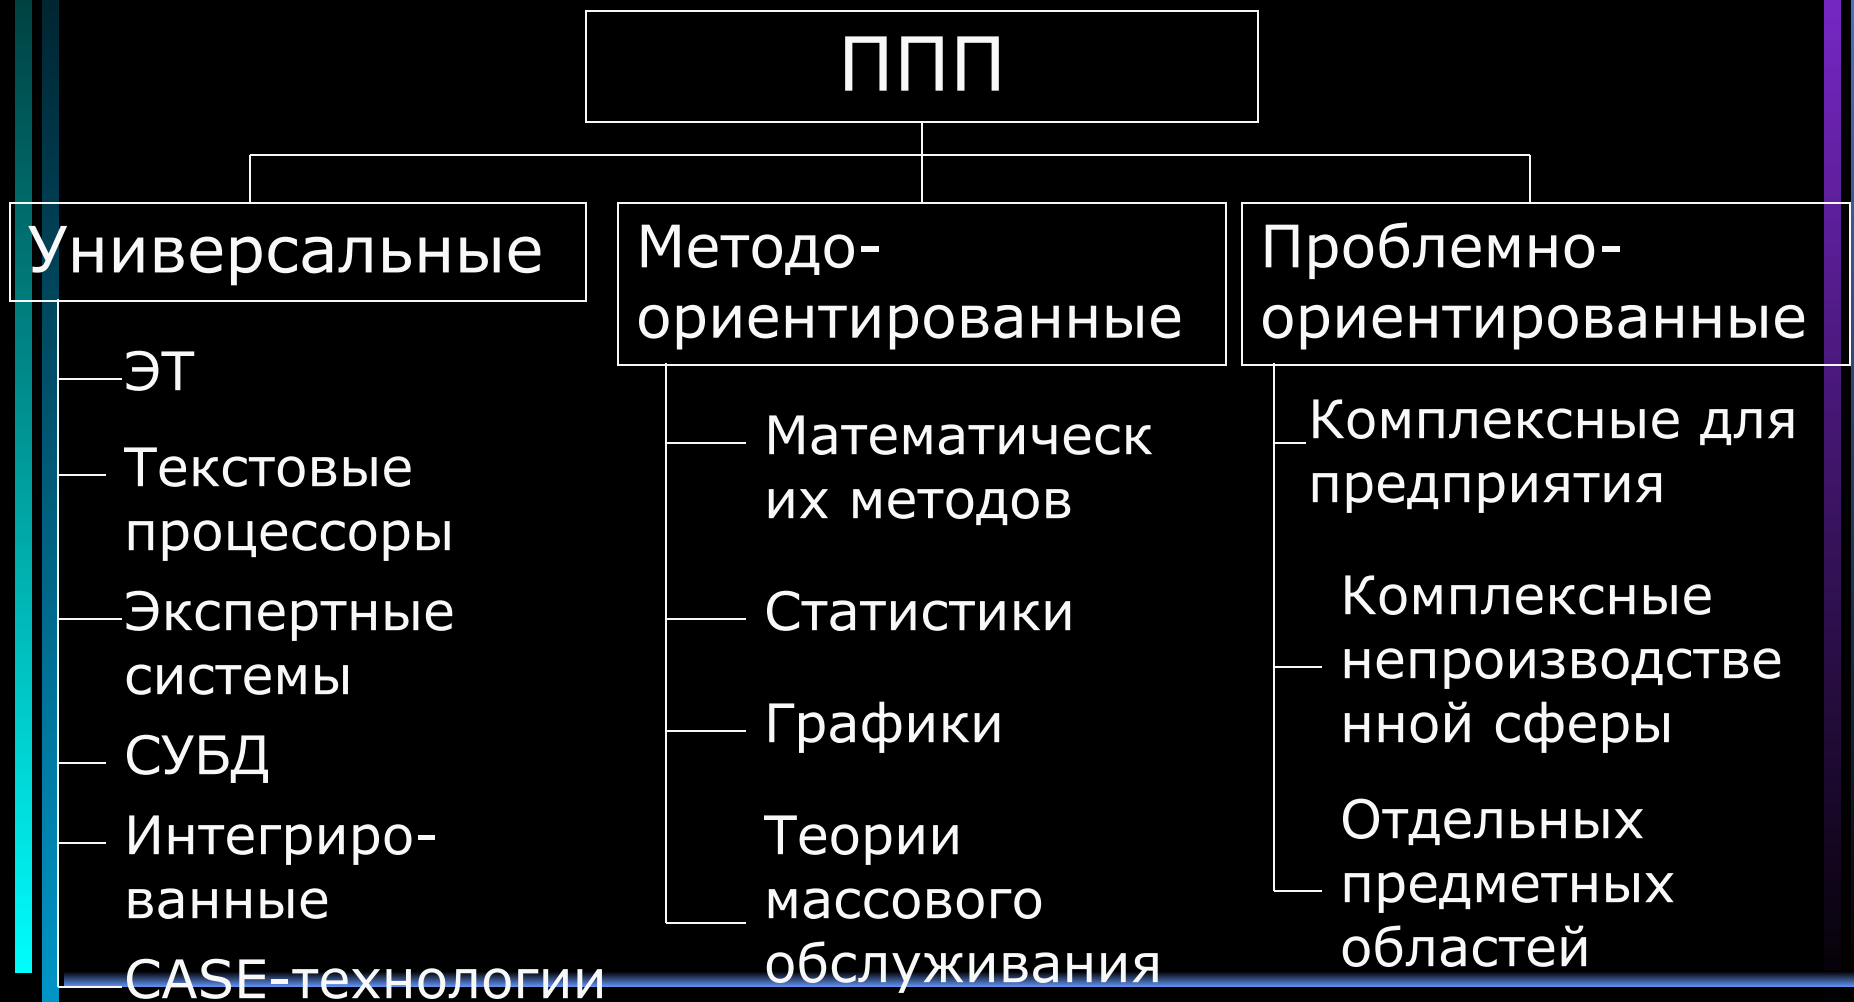 ППП
Универсальные
ЭТ
Текстовые
процессоры
Экспертные
системы
СУБД
Интегриро-
ванные
CASE-технологии
Методо-
ориентированные
Математическ
их методов
Статистики
Графики
Теории
массового
обслуживания
Проблемно-
ориентированные
Комплексные для
предприятия
Комплексные
непроизводстве
нной сферы
Отдельных
предметных
областей